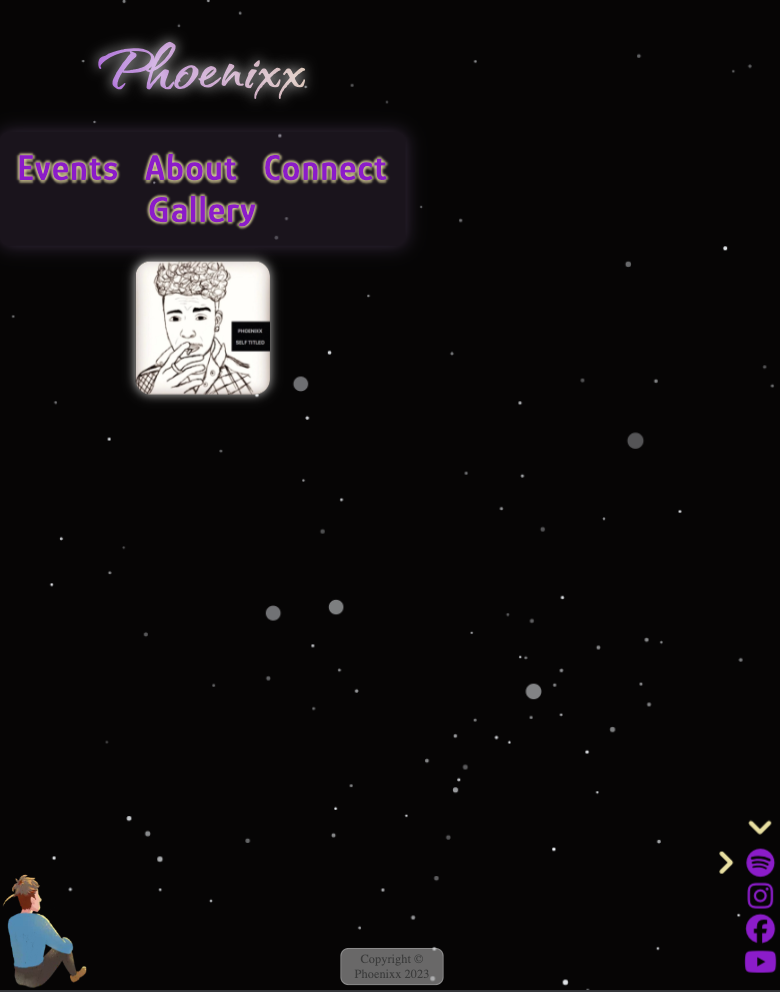 Phoenixx
Events About Connect
Gallery
PHOENIXX
SELF TITLED
Copyright ©
Phoenixx 2023